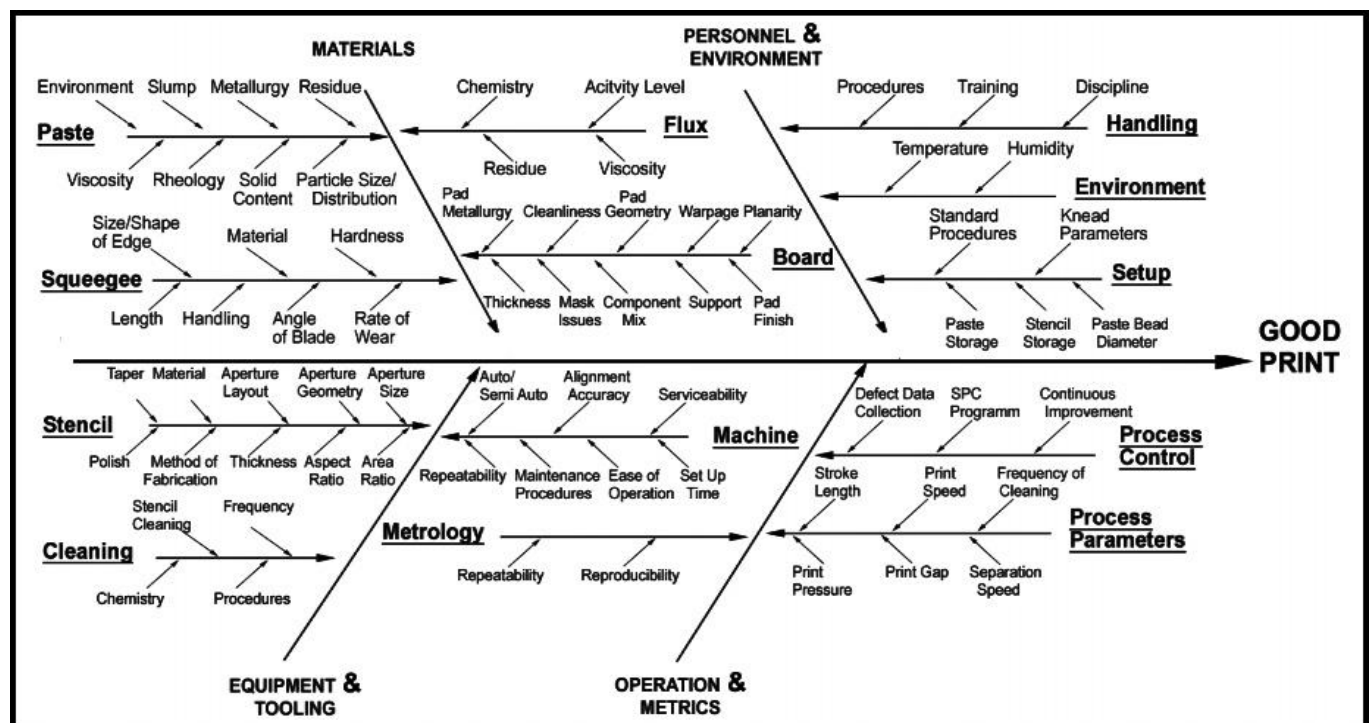 MATERIALS
PERSONNEL &
ENVIRONMENT
Environment
Slump
Metallurgy
Residue
Paste
Viscosity
Rheology
Solid
Content
Particle Size/
Distribution
Chemistry
Acitvity Level
Flux
Residue
Viscosity
Procedures
Training
Discipline
Handling
Temperature
Humidity
Environment
Size/Shape
of Edge
Material
Hardness
Squeegee
Length
Handling
Angle
of Blade
Rate of
Wear
Pad
Metallurgy
Cleanliness
Pad
Geometry
Warpage
Planarity
Board
Thickness
Mask
Issues
Component
Mix
Support
Pad
Finish
Standard
Procedures
Knead
Parameters
Setup
Paste
Storage
Stencil
Storage
Paste Bead
Diameter
GOOD
PRINT
Taper
Material
Aperture
Layout
Aperture
Geometry
Aperture
Size
Stencil
Polish
Method of
Fabrication
Thickness
Aspect
Ratio
Area
Ratio
Auto/
Semi Auto
Alignment
Accuracy
Serviceability
Machine
Repeatability
Maintenance
Procedures
Ease of
Operation
Set Up
Time
Defect Data
Collection
SPC
Programm
Continuous
Improvement
Process
Control
Stroke
Length
Print
Speed
Frequency of
Cleaning
Process
Parameters
Print
Pressure
Print Gap
Separation
Speed
Stencil
Cleaning
Frequency
Cleaning
Chemistry
Procedures
Metrology
Repeatability
Reproducibility
EQUIPMENT &
TOOLING
OPERATION &
METRICS